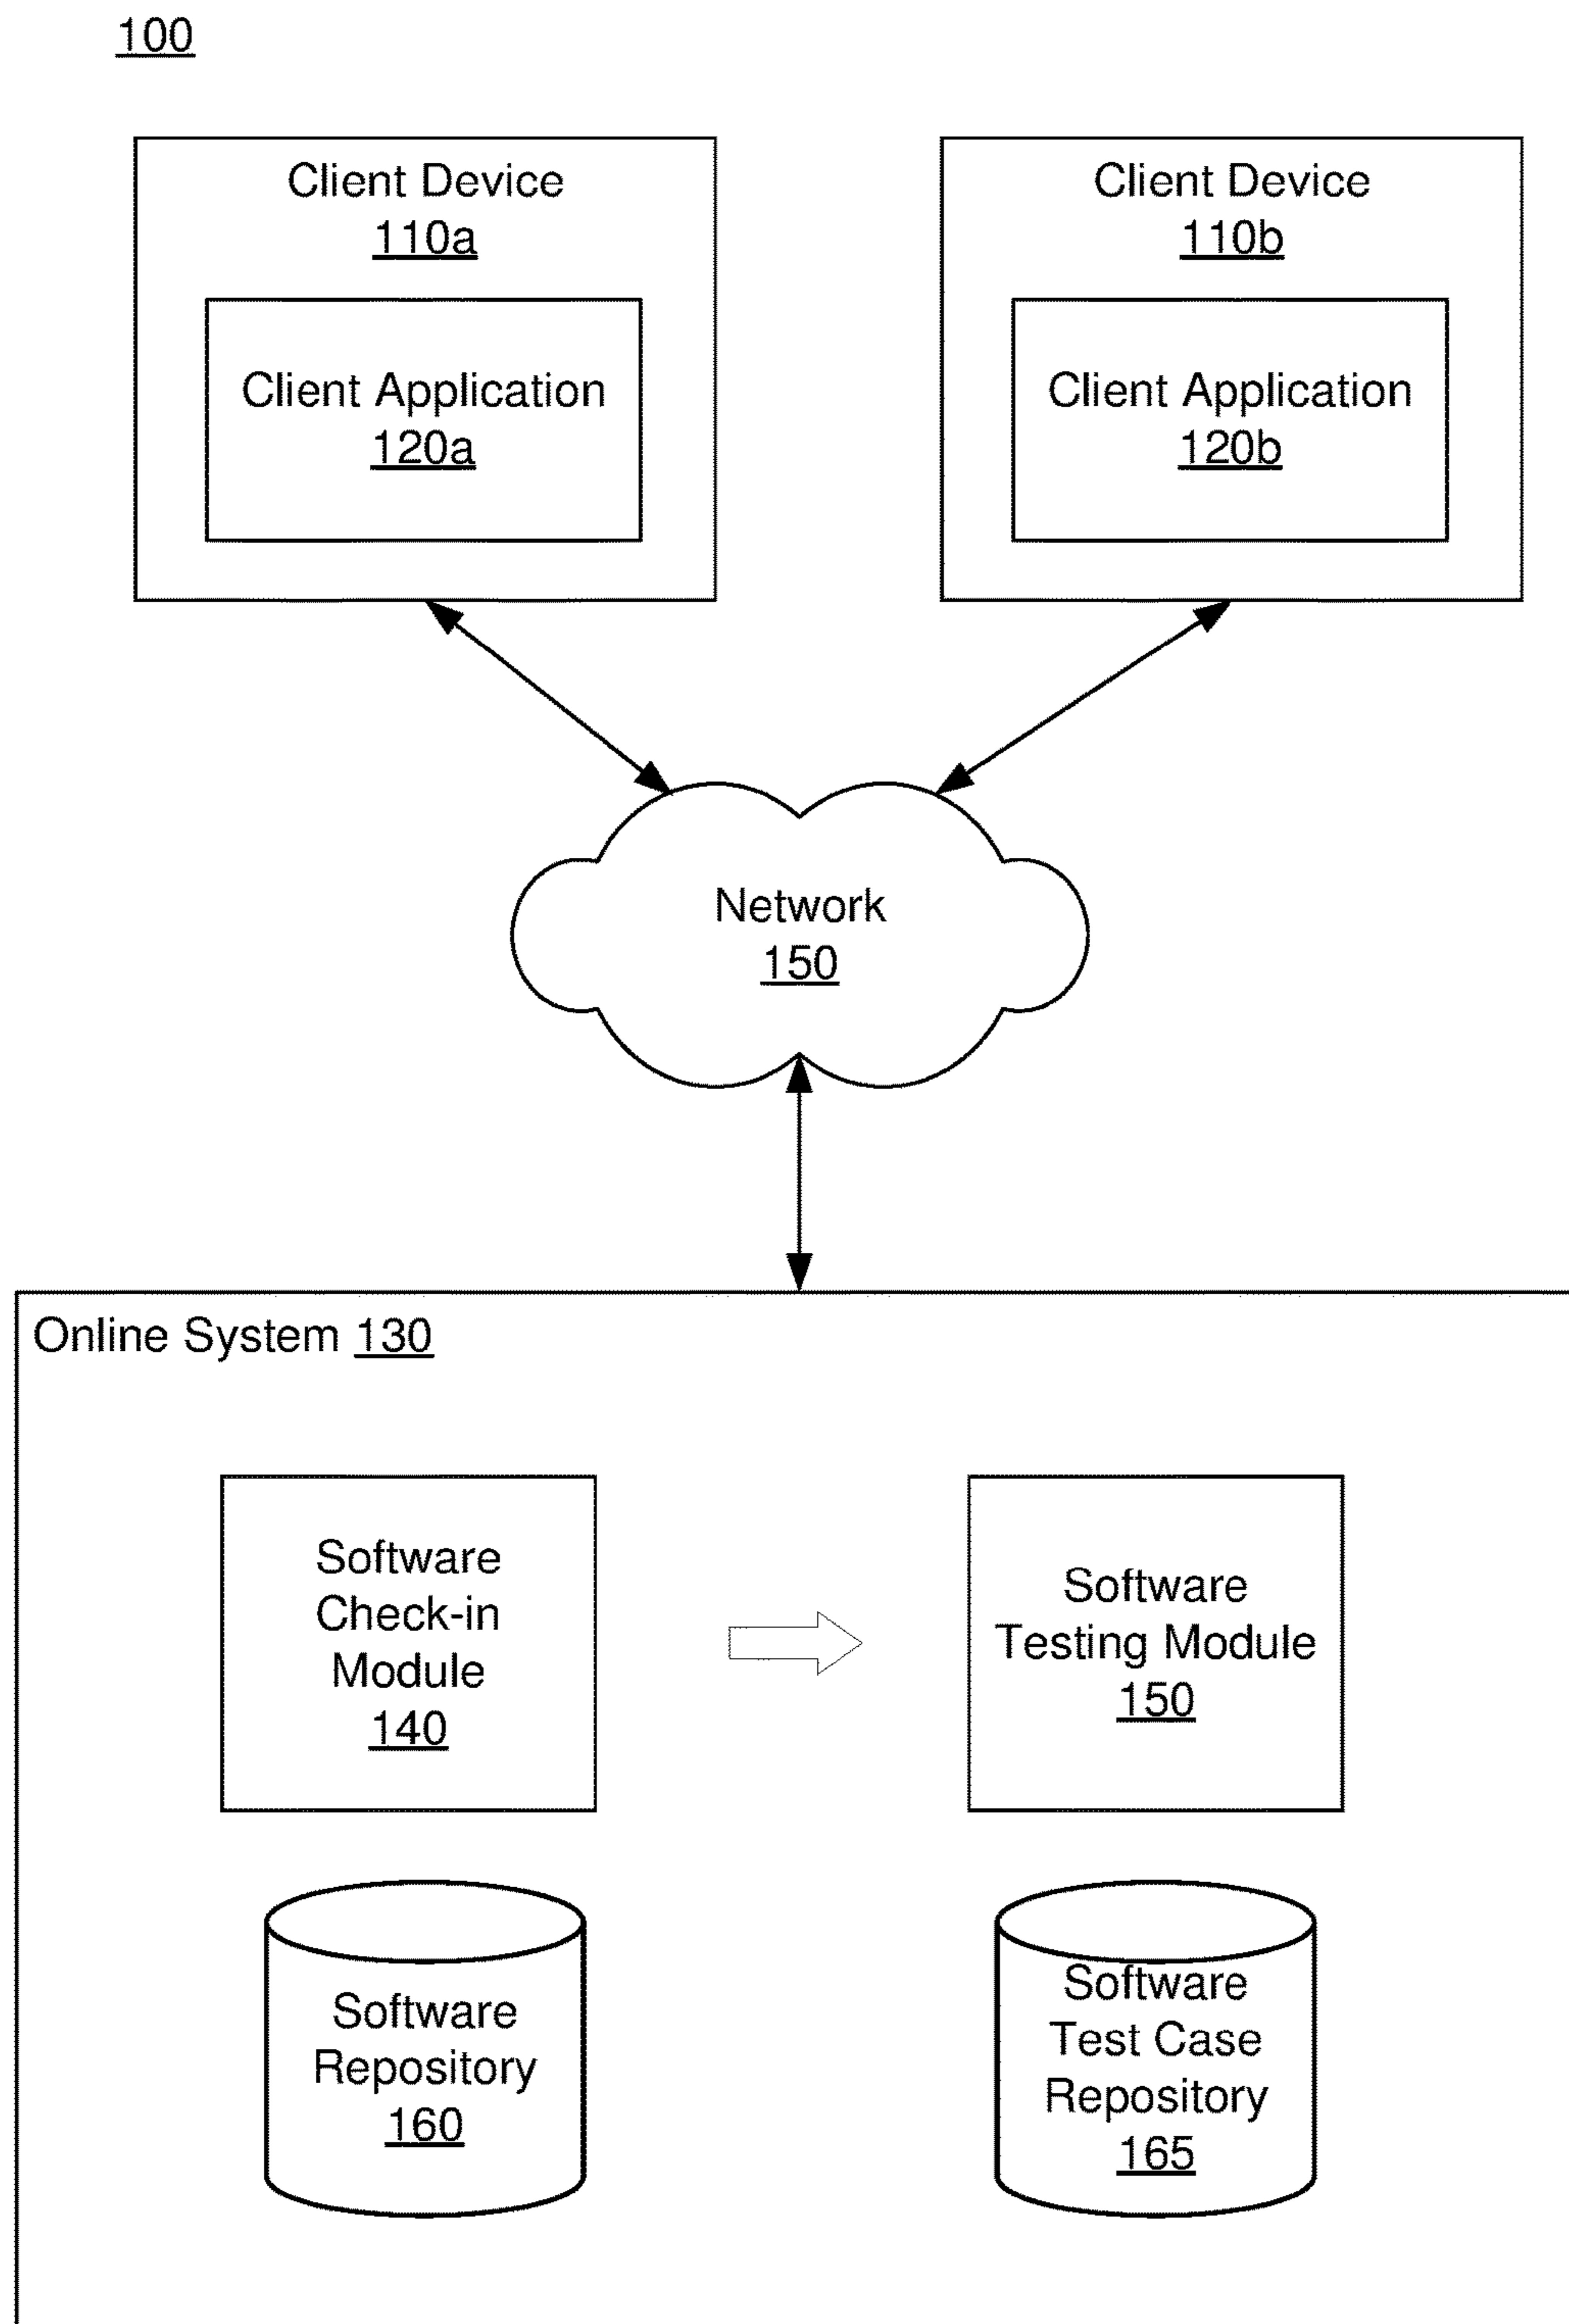 100
Client Device
110a
Client Application
120a
Client Device
110b
Client Application
120b
Network
150
Online System 130
Software
Check-in
Module
140
Software
Testing Module
150
Software
Repository
160
Software
Test Case
Repository
165